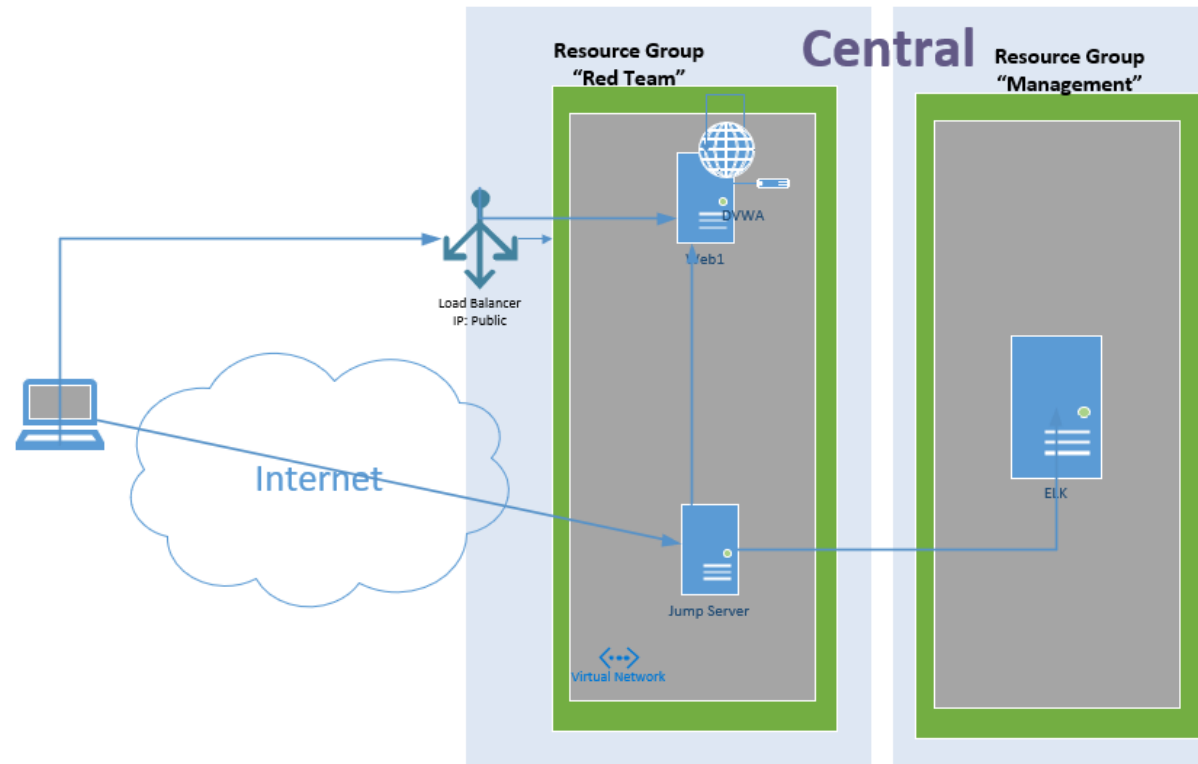 Central
Resource Group
“Red Team”
Resource Group
“Management”
DVWA
Web1
Load Balancer
IP: Public
Internet
ELK
Jump Server
Virtual Network